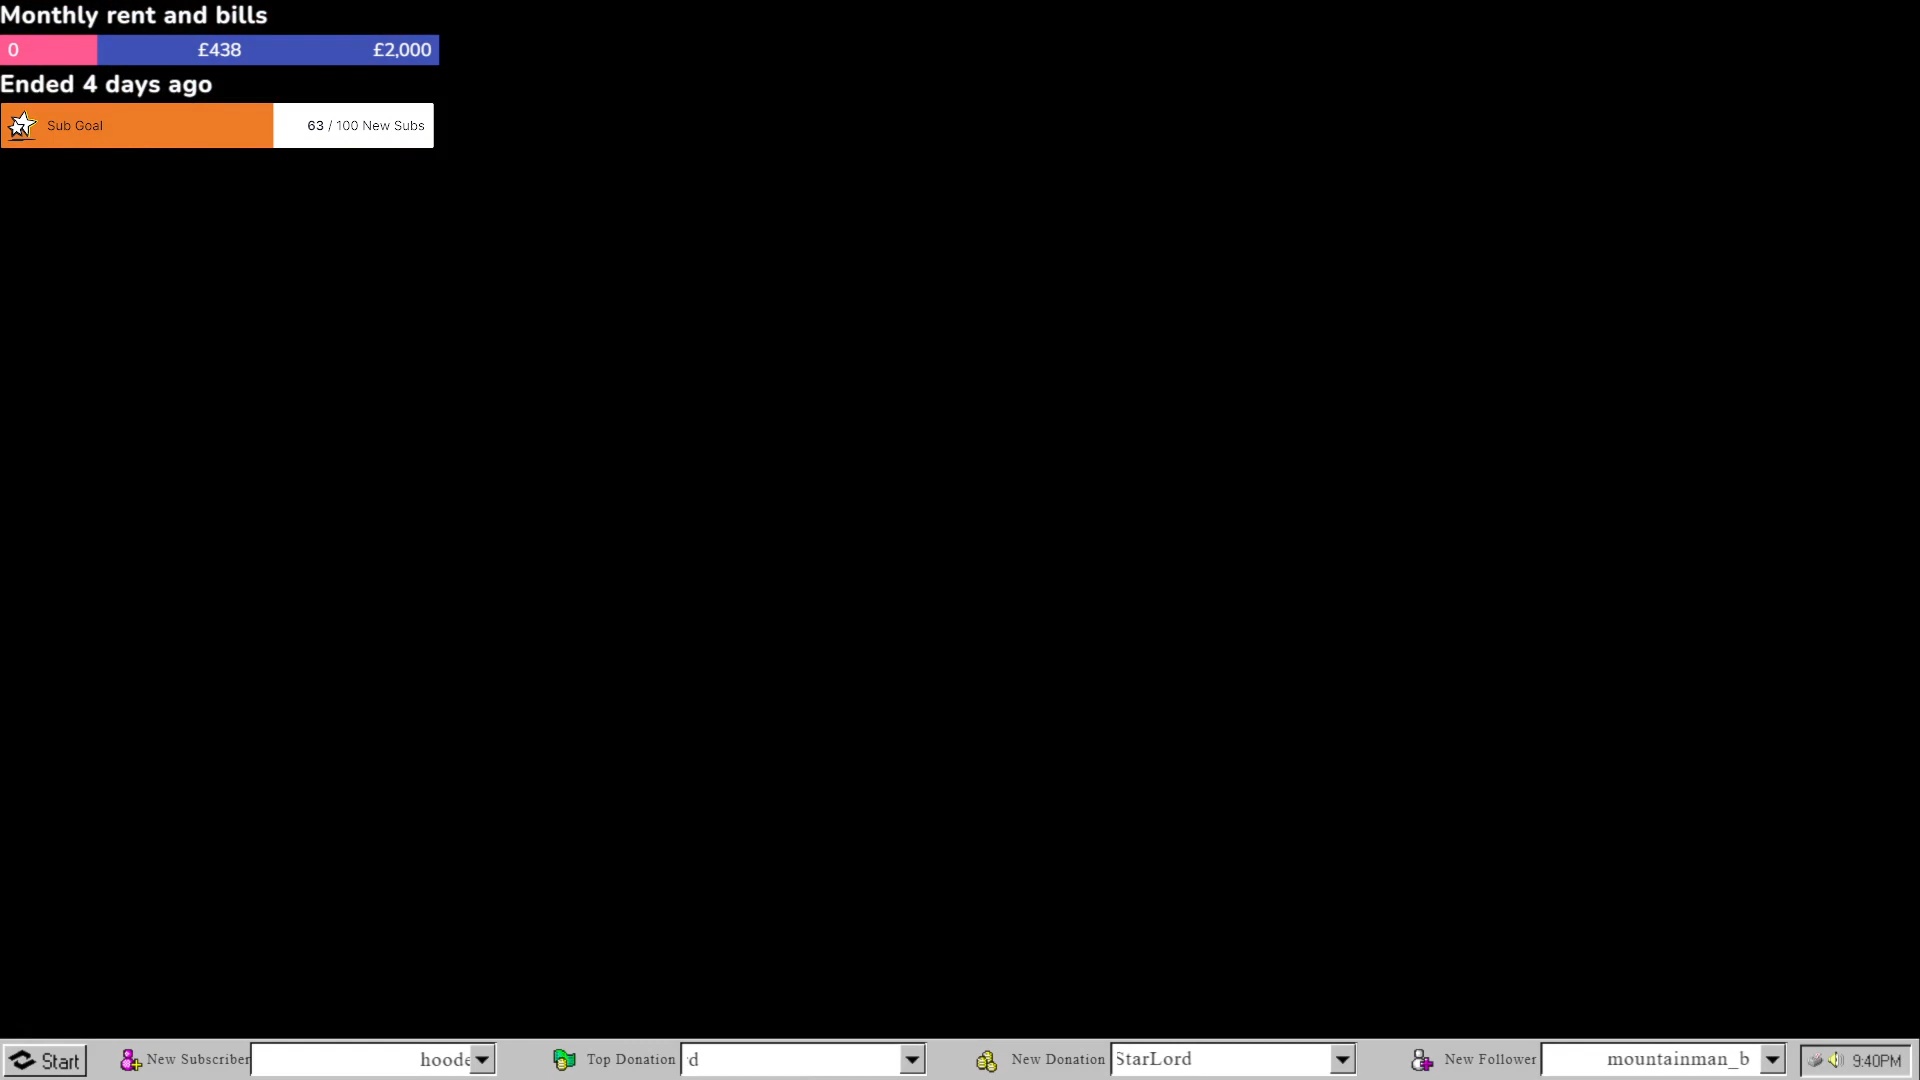 Monthly rent and bills
0 £438 £2,000
Ended 4 days ago
Sub Goal 63 / 100 New Subs
Start New Subscriber hoode Top Donation d New Donation StarLord New Follower mountainman_b 9:40PM